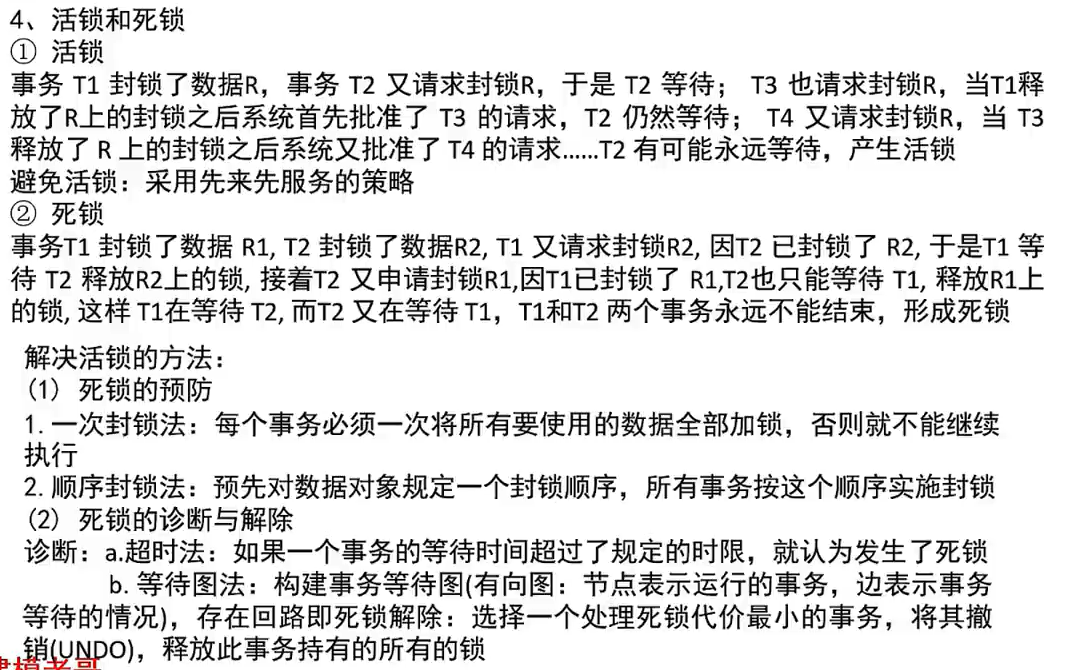 4、活锁和死锁
① 活锁
事务 T1 封锁了数据R，事务 T2 又请求封锁R，于是 T2 等待； T3 也请求封锁R，当T1释
放了R上的封锁之后系统首先批准了 T3 的请求，T2 仍然等待； T4 又请求封锁R，当 T3
释放了 R 上的封锁之后系统又批准了 T4 的请求......T2 有可能永远等待，产生活锁
避免活锁：采用先来先服务的策略
② 死锁
事务T1 封锁了数据 R1, T2 封锁了数据R2, T1 又请求封锁R2, 因T2 已封锁了 R2, 于是T1 等
待 T2 释放R2上的锁, 接着T2 又申请封锁R1,因T1已封锁了 R1,T2也只能等待 T1, 释放R1上
的锁, 这样 T1在等待 T2, 而T2 又在等待 T1，T1和T2 两个事务永远不能结束，形成死锁
解决活锁的方法：
(1) 死锁的预防
1. 一次封锁法：每个事务必须一次将所有要使用的数据全部加锁，否则就不能继续
执行
2. 顺序封锁法：预先对数据对象规定一个封锁顺序，所有事务按这个顺序实施封锁
(2) 死锁的诊断与解除
诊断：a.超时法：如果一个事务的等待时间超过了规定的时限，就认为发生了死锁
b. 等待图法：构建事务等待图(有向图：节点表示运行的事务，边表示事务
等待的情况)，存在回路即死锁解除：选择一个处理死锁代价最小的事务，将其撤
销(UNDO)，释放此事务持有的所有的锁